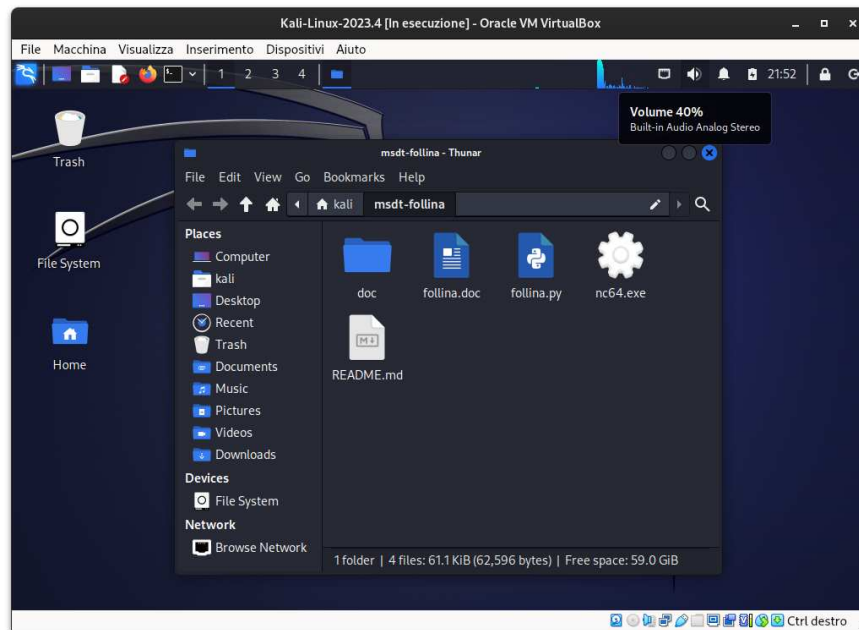 Kali-Linux-2023.4 [In esecuzione] - Oracle VM VirtualBox
File Macchina Visualizza Inserimento Dispositivi Aiuto
1 2 3 4 21:52
Volume 40%
Built-in Audio Analog Stereo
Trash
File System
Home
msdt-follina - Thunar
File Edit View Go Bookmarks Help
kali msdt-follina
Places
Computer
kali
Desktop
Recent
Trash
Documents
Music
Pictures
Videos
Downloads
Devices
File System
Network
Browse Network
doc follina.doc follina.py nc64.exe
README.md
1 folder | 4 files: 61.1 KiB (62,596 bytes) | Free space: 59.0 GiB
Ctrl destro